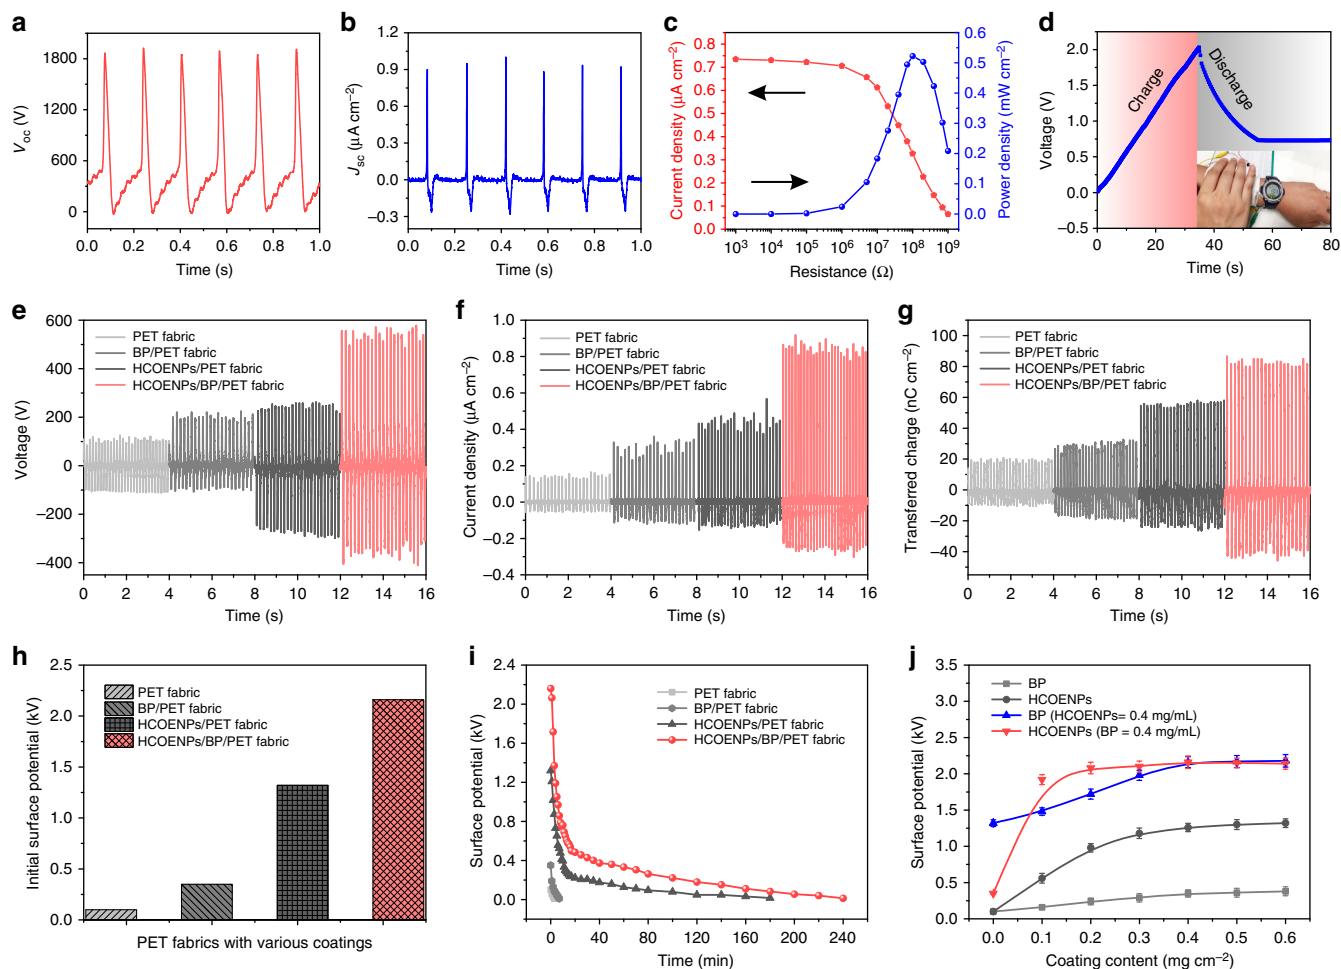 a
1800
1200
600
0
Voc (V)
0.0 0.2 0.4 0.6 0.8 1.0
Time (s)
b
1.2
0.9
0.6
0.3
0.0
−0.3
Jsc (µA cm−2)
0.0 0.2 0.4 0.6 0.8 1.0
Time (s)
c
0.8
0.7
0.6
0.5
0.4
0.3
0.2
0.1
0.0
Current density (µA cm−2)
0.6
0.5
0.4
0.3
0.2
0.1
0.0
Power density (mW cm−2)
10³ 10⁴ 10⁵ 10⁶ 10⁷ 10⁸ 10⁹
Resistance (Ω)
d
2.0
1.5
1.0
0.5
0.0
−0.5
Voltage (V)
Charge
Discharge
0 20 40 60 80
Time (s)
e
600
400
200
0
−200
−400
Voltage (V)
PET fabric
BP/PET fabric
HCOENPs/PET fabric
HCOENPs/BP/PET fabric
0 2 4 6 8 10 12 14 16
Time (s)
f
1.0
0.8
0.6
0.4
0.2
0.0
−0.2
−0.4
Current density (µA cm−2)
PET fabric
BP/PET fabric
HCOENPs/PET fabric
HCOENPs/BP/PET fabric
0 2 4 6 8 10 12 14 16
Time (s)
g
100
80
60
40
20
0
−20
−40
Transferred charge (nC cm−2)
PET fabric
BP/PET fabric
HCOENPs/PET fabric
HCOENPs/BP/PET fabric
0 2 4 6 8 10 12 14 16
Time (s)
h
2.5
2.0
1.5
1.0
0.5
0.0
Initial surface potential (kV)
PET fabric
BP/PET fabric
HCOENPs/PET fabric
HCOENPs/BP/PET fabric
PET fabrics with various coatings
i
2.4
2.0
1.6
1.2
0.8
0.4
0.0
Surface potential (kV)
PET fabric
BP/PET fabric
HCOENPs/PET fabric
HCOENPs/BP/PET fabric
0 40 80 120 160 200 240
Time (min)
j
3.5
3.0
2.5
2.0
1.5
1.0
0.5
0.0
Surface potential (kV)
BP
HCOENPs
BP (HCOENPs= 0.4 mg/mL)
HCOENPs (BP = 0.4 mg/mL)
0.0 0.1 0.2 0.3 0.4 0.5 0.6
Coating content (mg cm−2)